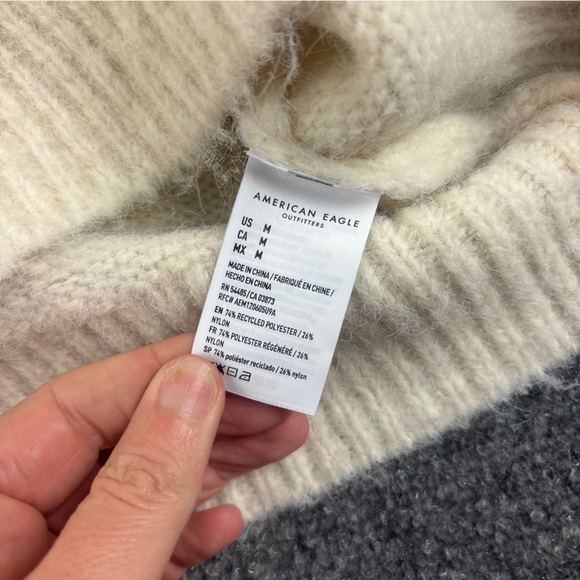 AMERICAN EAGLE
OUTFITTERS
US M
CA M
MX M
MADE IN CHINA / FABRIQUÉ EN CHINE /
HECHO EN CHINA
RN 54485/CA 03873
RFC# AEM1206050U9A
EN 74% RECYCLED POLYESTER / 26%
NYLON
FR 74% POLYESTER RÉGÉNÉRÉ / 26%
NYLON
SP 74% poliéster reciclado / 26% nylon